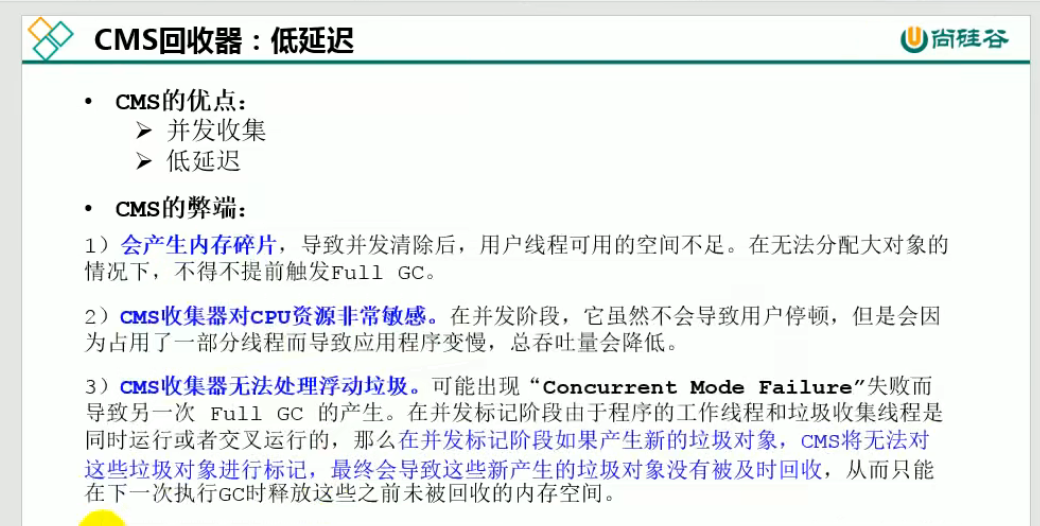 CMS回收器：低延迟
尚硅谷
• CMS的优点：
➢ 并发收集
➢ 低延迟
• CMS的弊端：
1）会产生内存碎片，导致并发清除后，用户线程可用的空间不足。在无法分配大对象的
情况下，不得不提前触发Full GC。
2）CMS收集器对CPU资源非常敏感。在并发阶段，它虽然不会导致用户停顿，但是会因
为占用了一部分线程而导致应用程序变慢，总吞吐量会降低。
3）CMS收集器无法处理浮动垃圾。可能出现“Concurrent Mode Failure”失败而
导致另一次 Full GC 的产生。在并发标记阶段由于程序的工作线程和垃圾收集线程是
同时运行或者交叉运行的，那么在并发标记阶段如果产生新的垃圾对象，CMS将无法对
这些垃圾对象进行标记，最终会导致这些新产生的垃圾对象没有被及时回收，从而只能
在下一次执行GC时释放这些之前未被回收的内存空间。